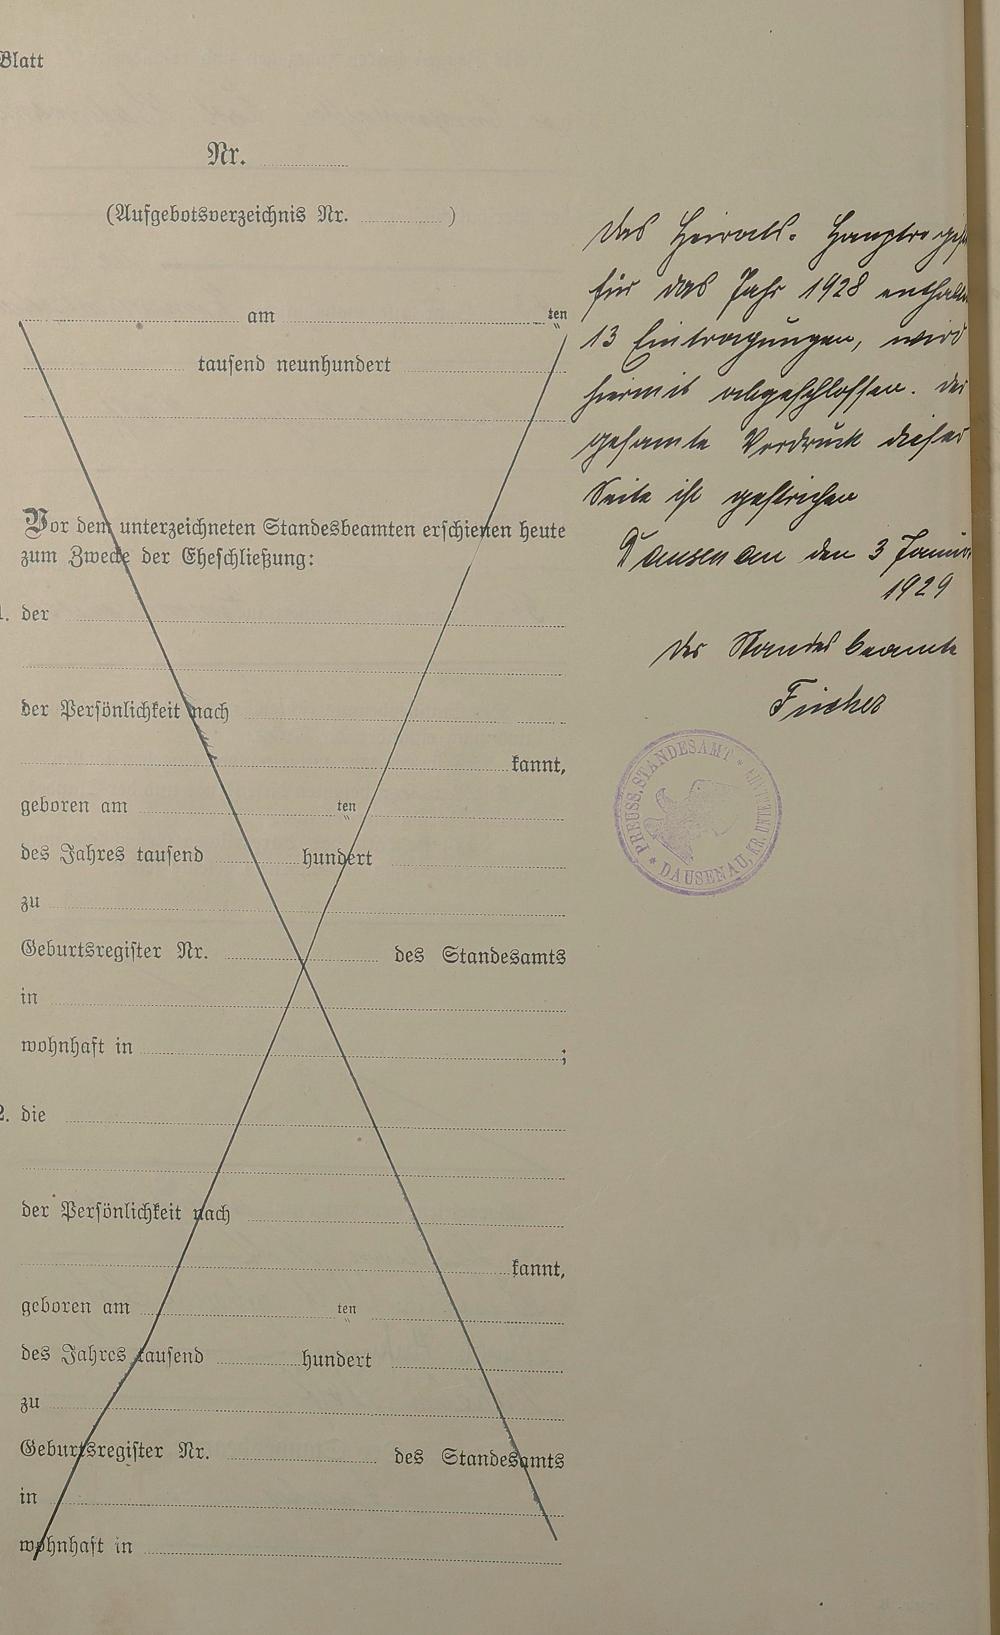 Blatt
Nr.
(Aufgebotsverzeichnis Nr. )
am ten
tausend neunhundert
Vor dem unterzeichneten Standesbeamten erschienen heute
zum Zwecke der Eheschließung:
1. der
der Persönlichkeit nach
kannt,
geboren am ten
des Jahres tausend hundert
zu
Geburtsregister Nr. des Standesamts
in
wohnhaft in ;
2. die
der Persönlichkeit nach
kannt,
geboren am ten
des Jahres tausend hundert
zu
Geburtsregister Nr. des Standesamts
in
wohnhaft in
Das Heirats- Hauptregist
für das Jahr 1928 enthalte
13 Eintragungen, wird
hiermit abgeschlossen. Der
gesamte Vordruck dieser
Seite ist gestrichen
Dausenau den 3 Januar
1929
Der Standesbeamte
PREUSS. STANDESAMT * * DAUSENAU, KR. UNTERLAHN